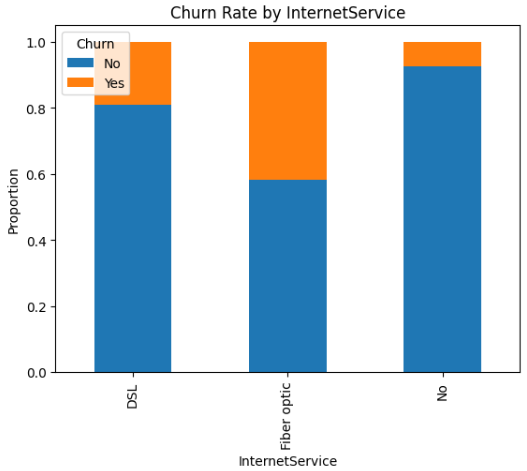 Churn Rate by InternetService
Churn
No
Yes
1.0
0.8
0.6
0.4
0.2
0.0
Proportion
DSL
Fiber optic
No
InternetService